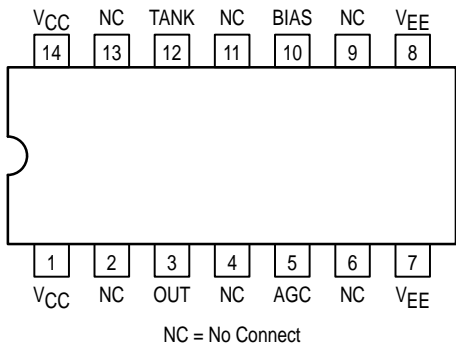 VCC NC TANK NC BIAS NC VEE
14 13 12 11 10 9 8
1 2 3 4 5 6 7
VCC NC OUT NC AGC NC VEE
NC = No Connect